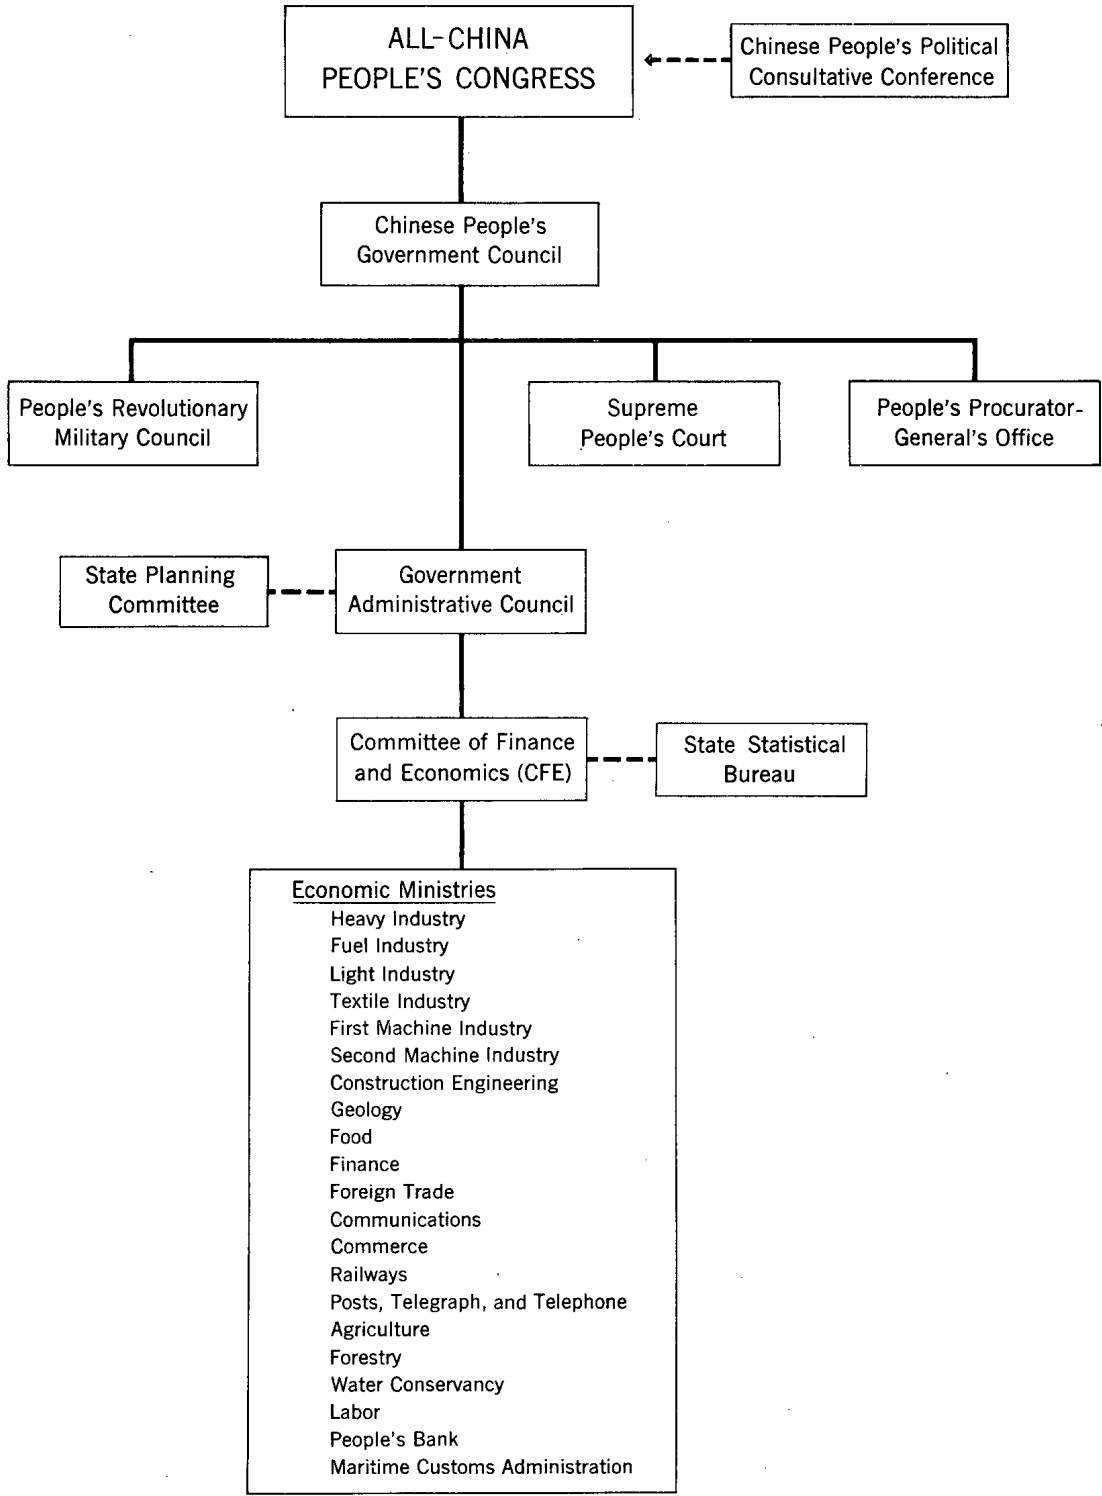 ALL-CHINA
PEOPLE'S CONGRESS
Chinese People's Political
Consultative Conference
Chinese People's
Government Council
People's Revolutionary
Military Council
Supreme
People's Court
People's Procurator-
General's Office
State Planning
Committee
Government
Administrative Council
Committee of Finance
and Economics (CFE)
State Statistical
Bureau
Economic Ministries
Heavy Industry
Fuel Industry
Light Industry
Textile Industry
First Machine Industry
Second Machine Industry
Construction Engineering
Geology
Food
Finance
Foreign Trade
Communications
Commerce
Railways
Posts, Telegraph, and Telephone
Agriculture
Forestry
Water Conservancy
Labor
People's Bank
Maritime Customs Administration